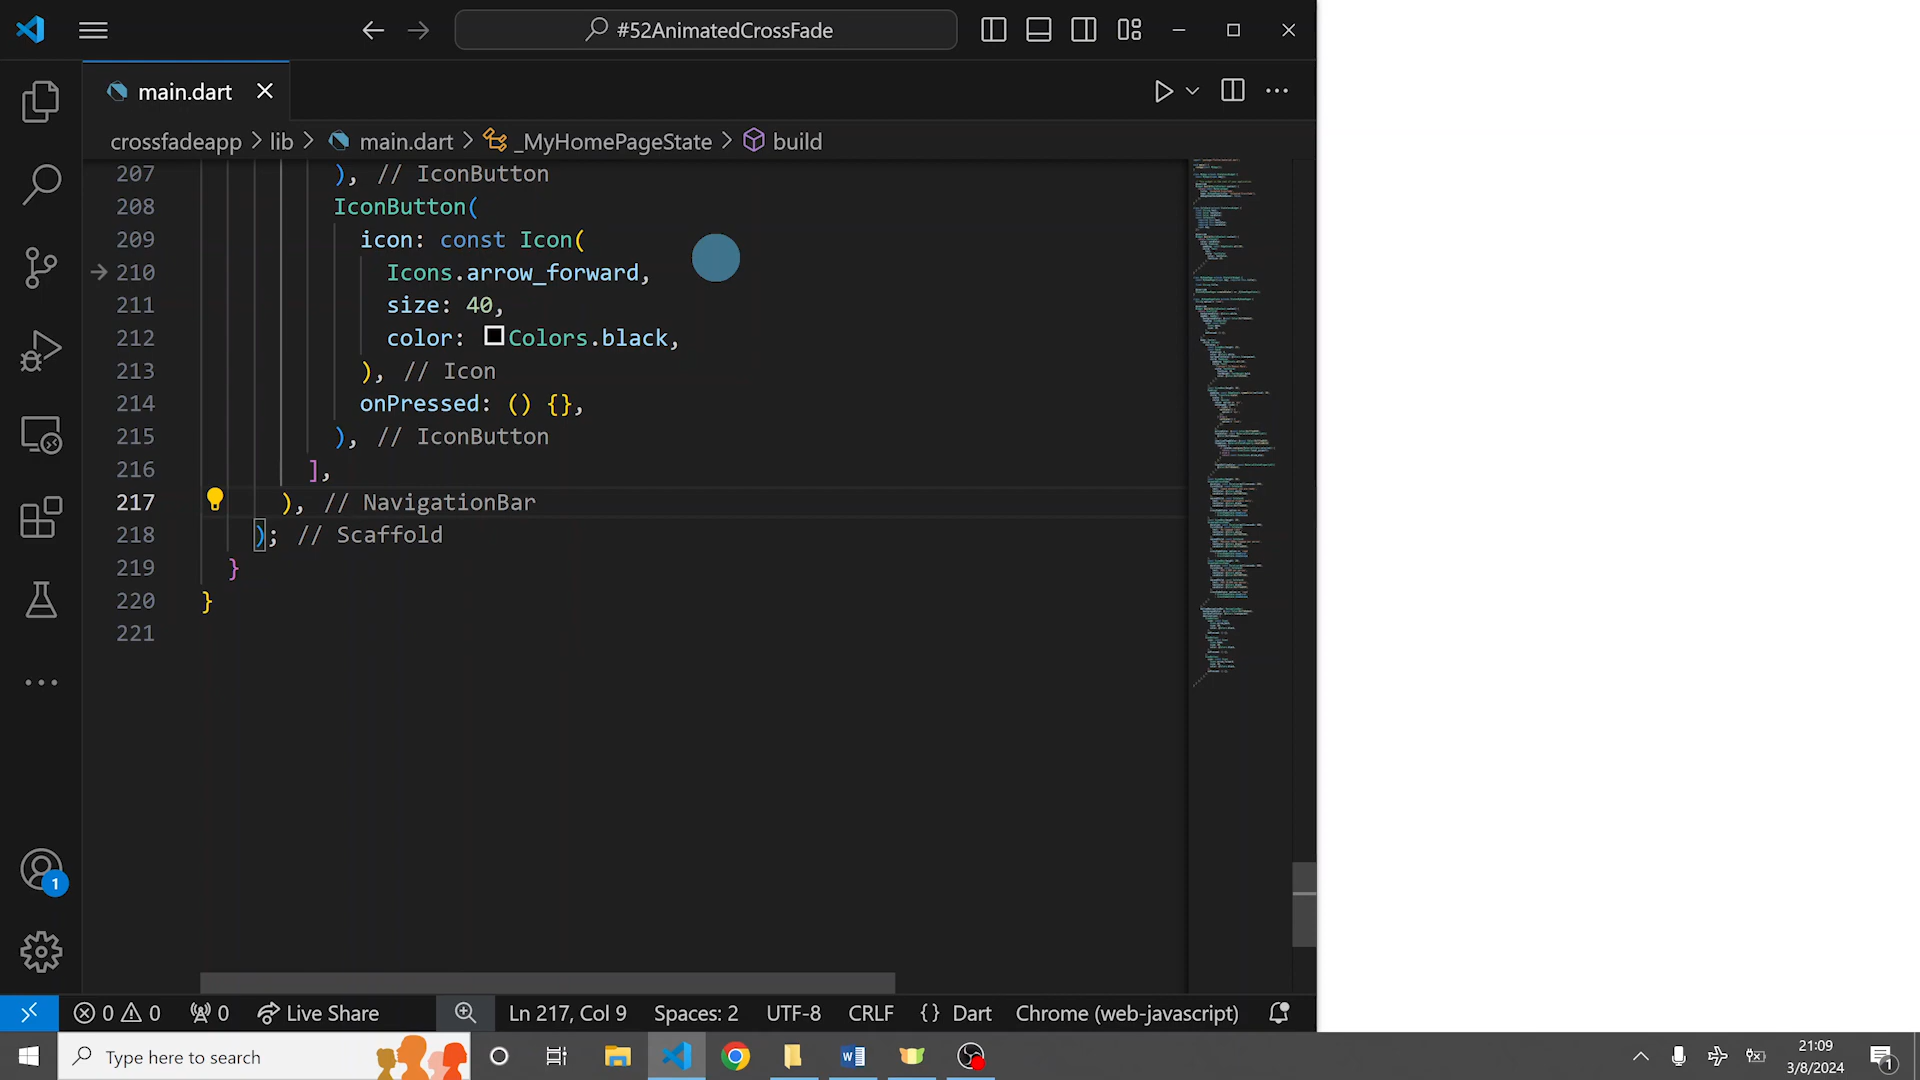 #52AnimatedCrossFade
main.dart
crossfadeapp > lib > main.dart > _MyHomePageState > build
207 ), // IconButton
208 IconButton(
209 icon: const Icon(
210 Icons.arrow_forward,
211 size: 40,
212 color: Colors.black,
213 ), // Icon
214 onPressed: () {},
215 ), // IconButton
216 ],
217 ), // NavigationBar
218 ); // Scaffold
219 }
220 }
221
1
0 0 0 Live Share Ln 217, Col 9 Spaces: 2 UTF-8 CRLF {} Dart Chrome (web-javascript)
Type here to search
21:09
3/8/2024
1